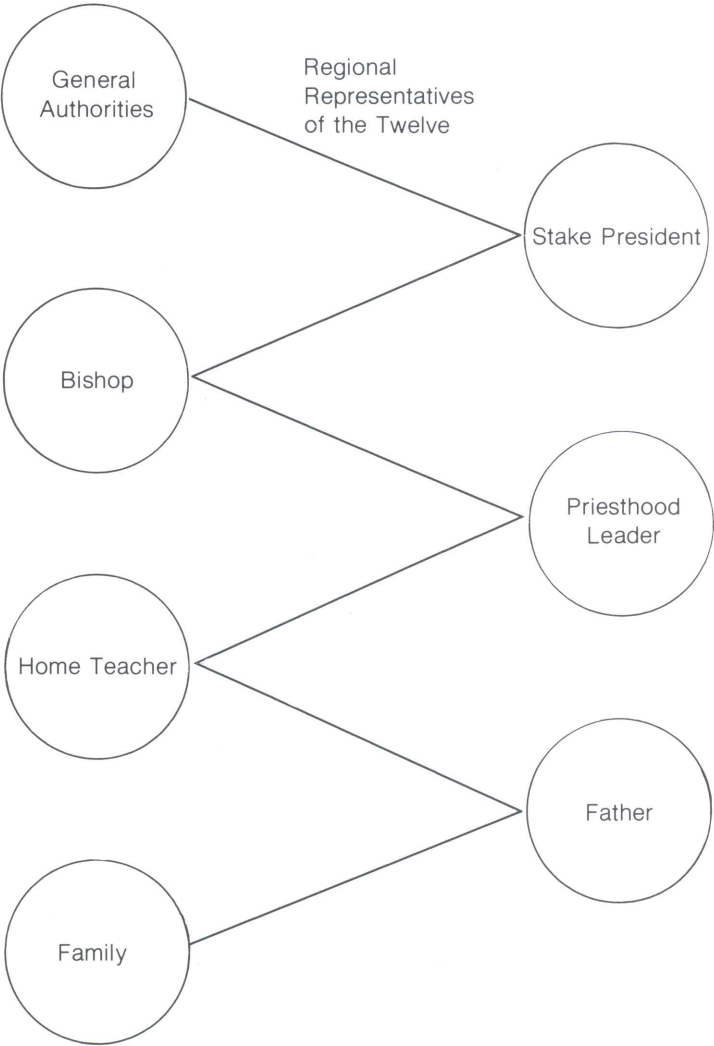 General
Authorities
Regional
Representatives
of the Twelve
Stake President
Bishop
Priesthood
Leader
Home Teacher
Father
Family